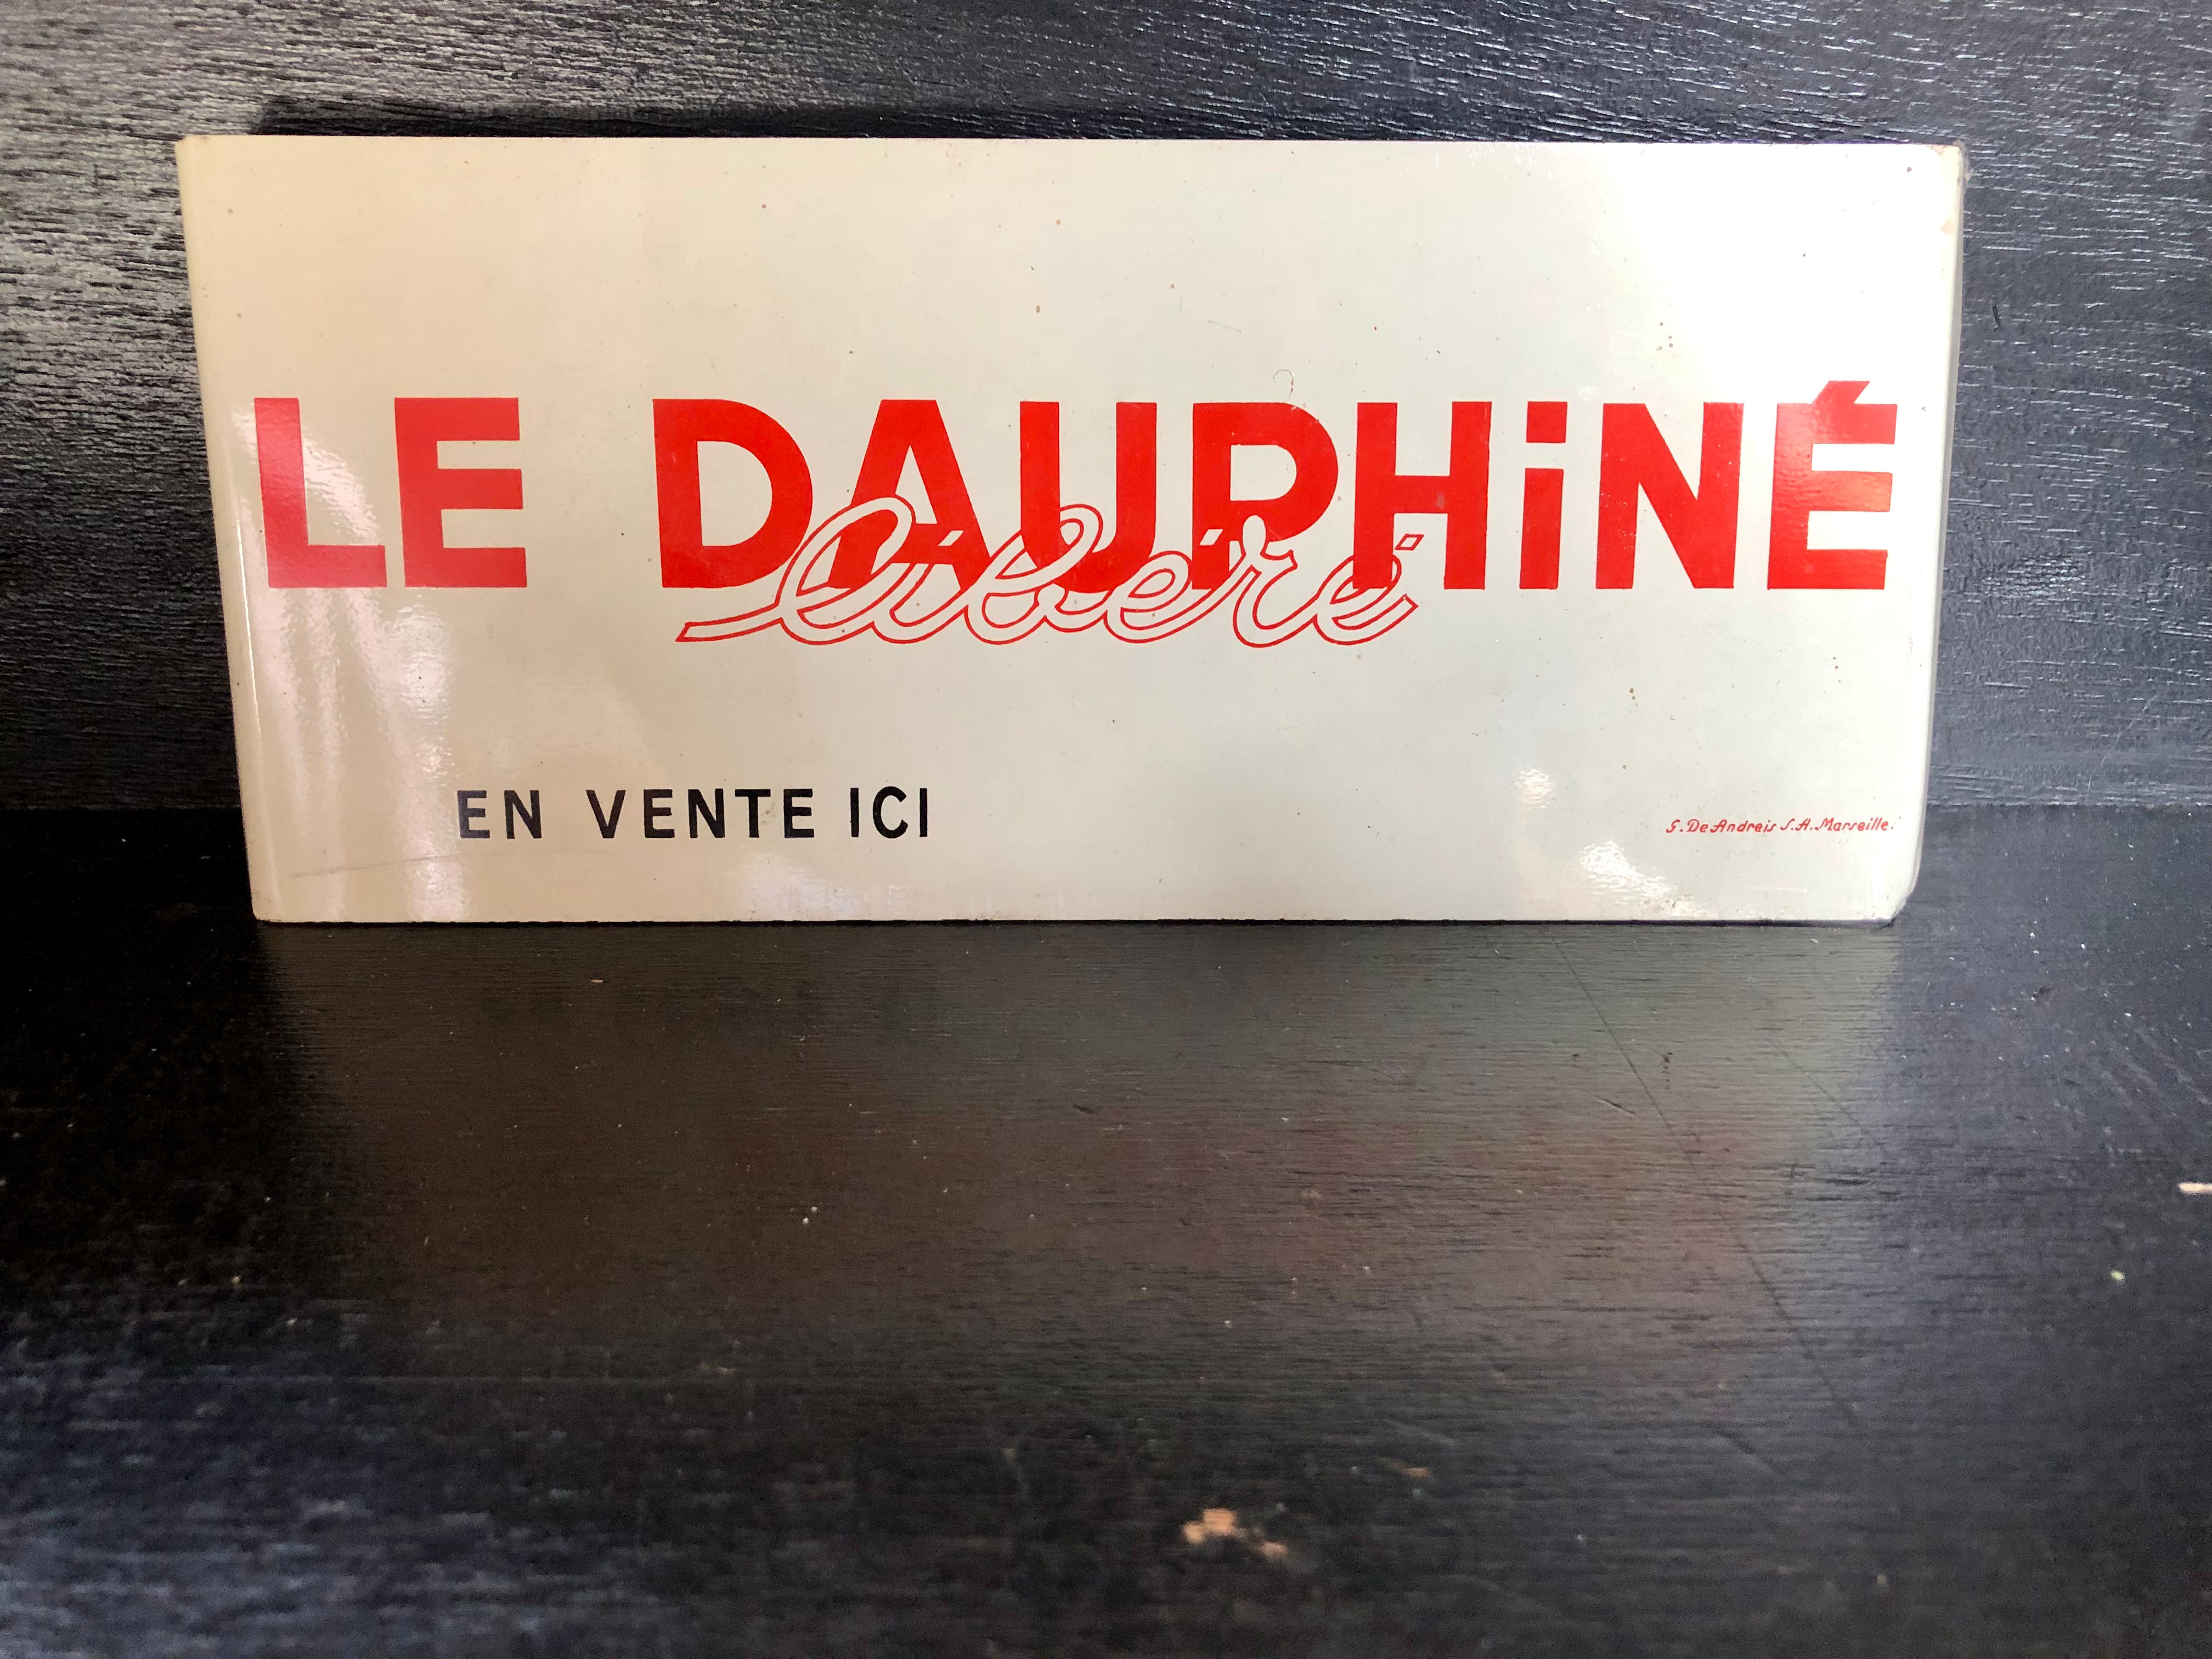 LE DAUPHiNÉ
libéré
EN VENTE ICI
G. De Andreis S.A. Marseille.